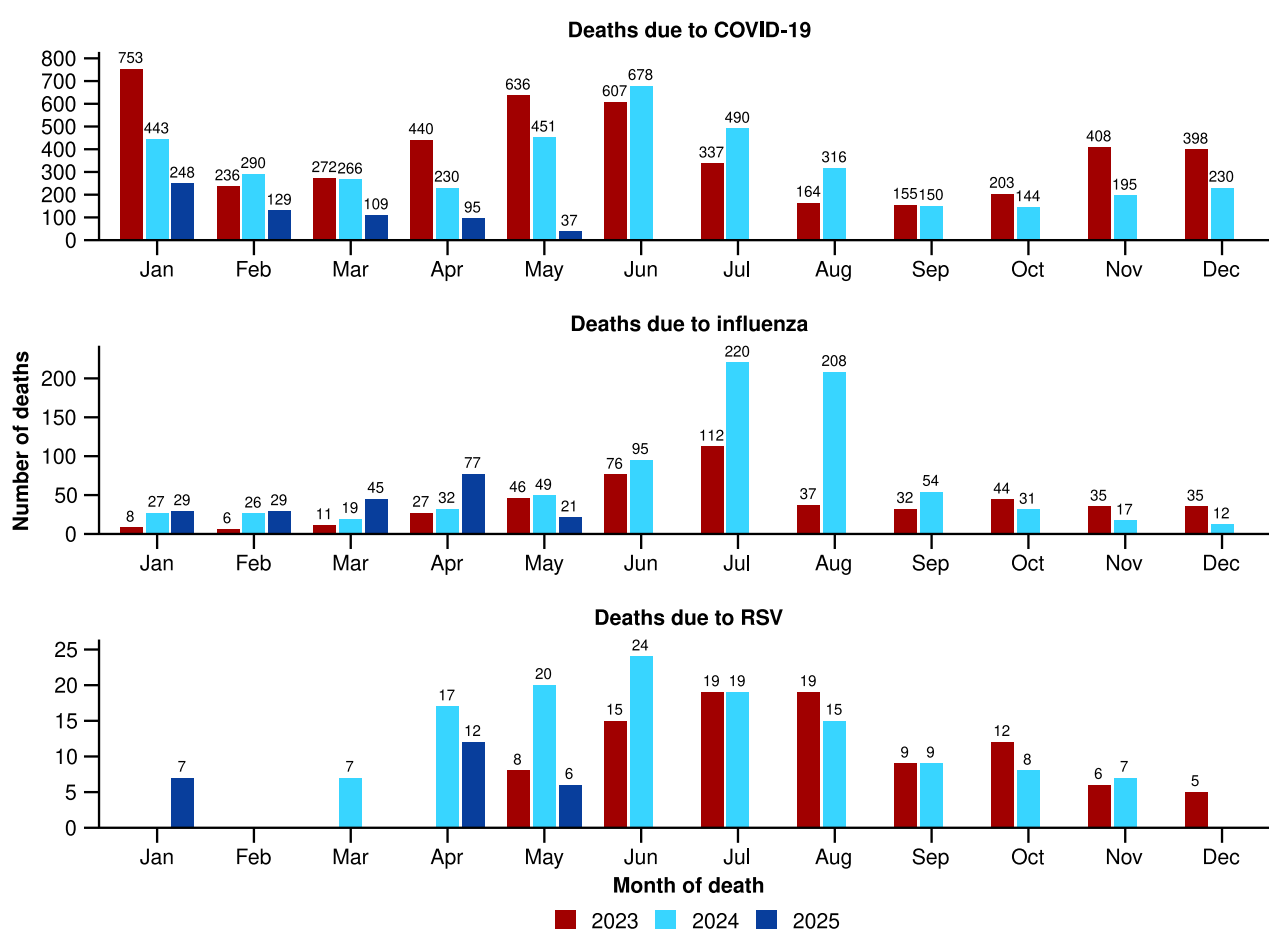 Deaths due to COVID-19
800
700
600
500
400
300
200
100
0
753 443 248 236 290 129 272 266 109 440 230 95 636 451 37 607 678 337 490 164 316 155 150 203 144 408 195 398 230
Jan Feb Mar Apr May Jun Jul Aug Sep Oct Nov Dec
Deaths due to influenza
Number of deaths
200
150
100
50
0
8 27 29 6 26 29 11 19 45 27 32 77 46 49 21 76 95 112 220 37 208 32 54 44 31 35 17 35 12
Jan Feb Mar Apr May Jun Jul Aug Sep Oct Nov Dec
Deaths due to RSV
25
20
15
10
5
0
7 7 17 12 8 20 6 15 24 19 19 19 15 9 9 12 8 6 7 5
Jan Feb Mar Apr May Jun Jul Aug Sep Oct Nov Dec
Month of death
2023 2024 2025